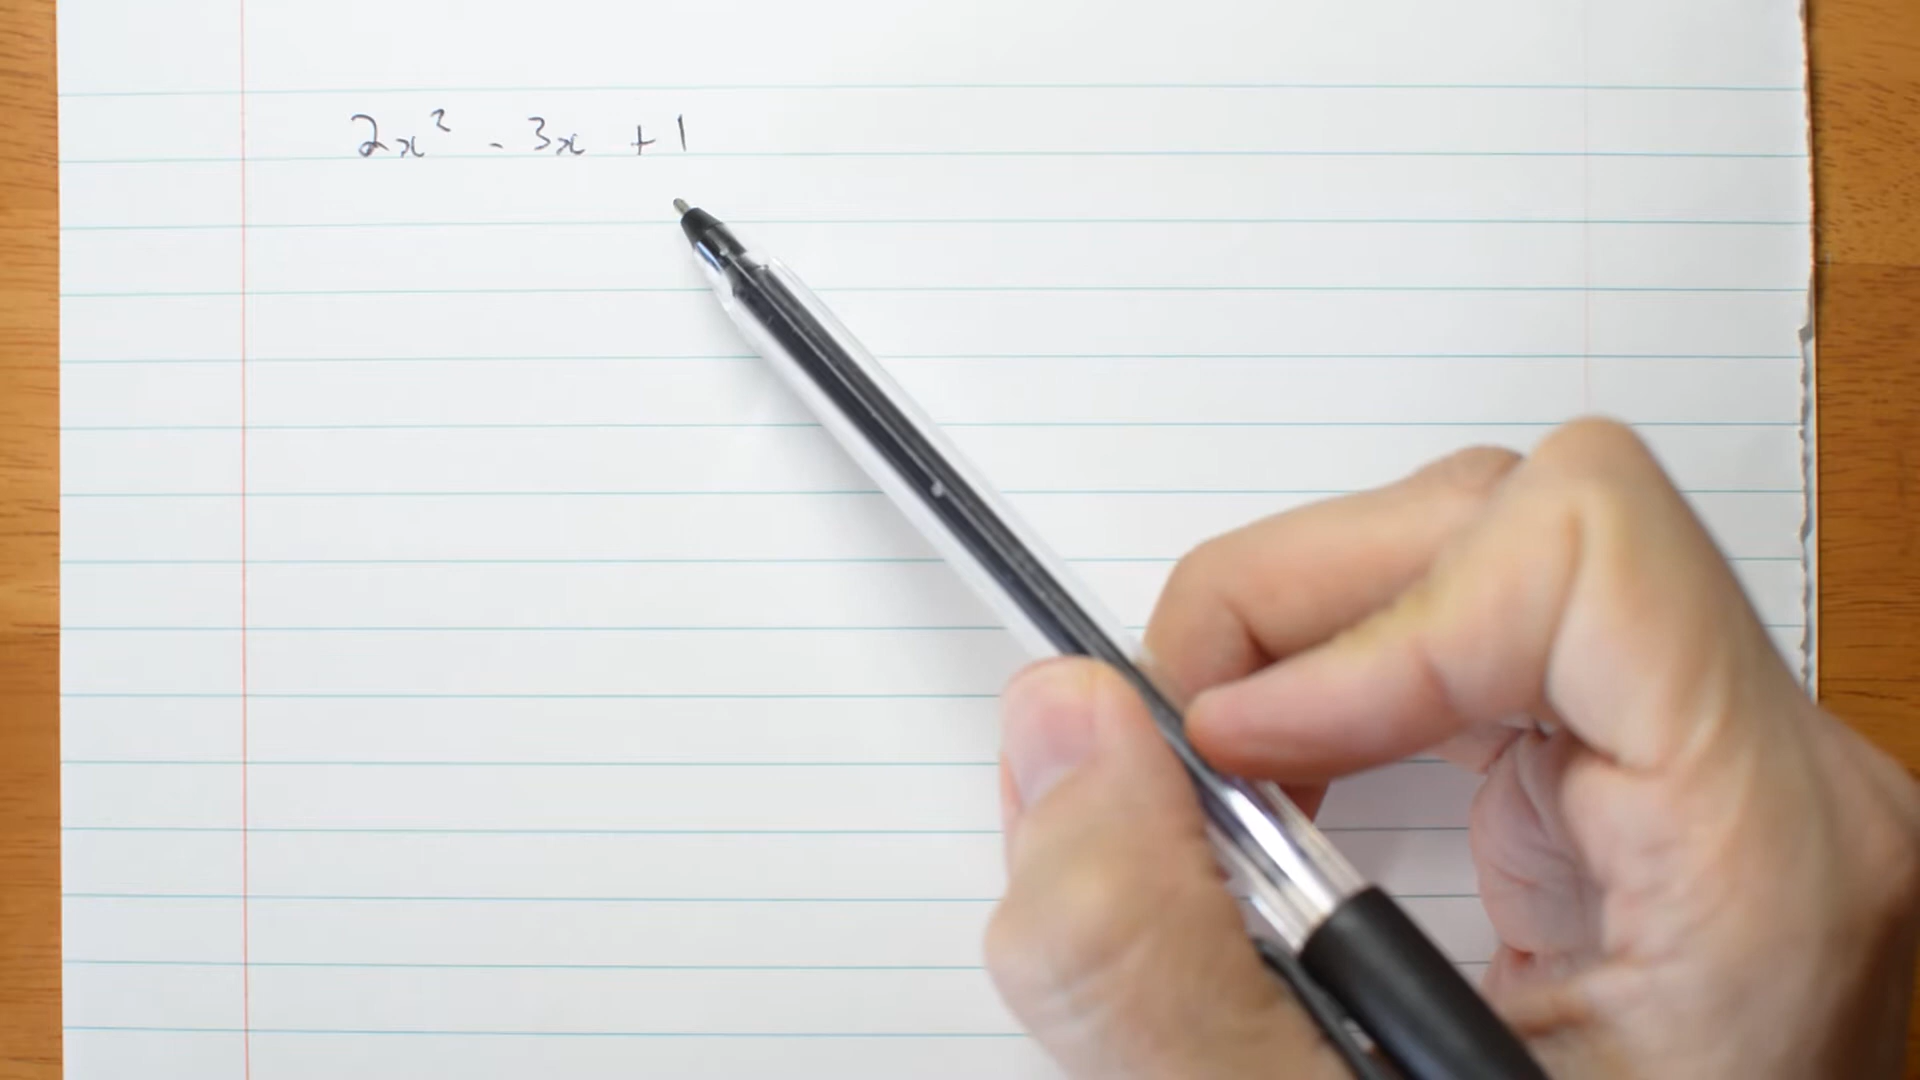 2x² - 3x + 1